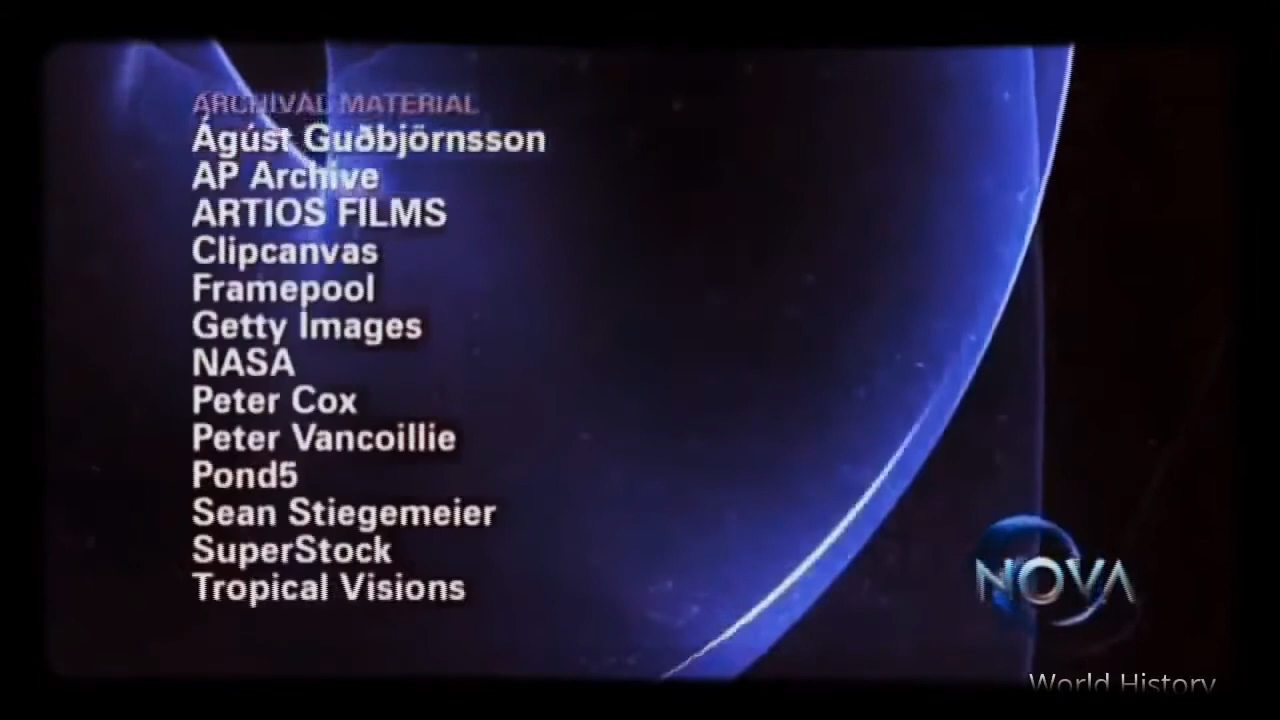 ARCHIVAL MATERIAL
Ágúst Guðbjörnsson
AP Archive
ARTIOS FILMS
Clipcanvas
Framepool
Getty Images
NASA
Peter Cox
Peter Vancoillie
Pond5
Sean Stiegemeier
SuperStock
Tropical Visions
NOVA
World History